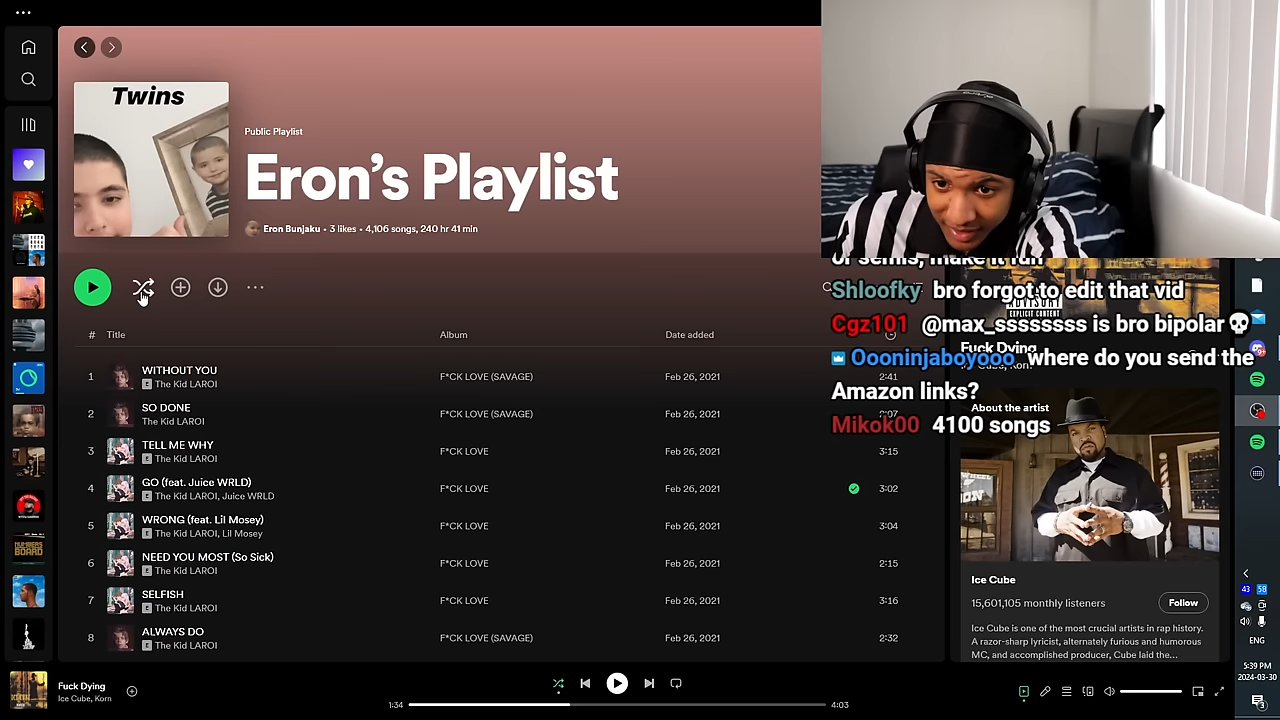 Twins
Public Playlist
Eron's Playlist
Eron Bunjaku • 3 likes • 4,106 songs, 240 hr 41 min
# Title Album Date added
1 WITHOUT YOU F*CK LOVE (SAVAGE) Feb 26, 2021 2:41
E The Kid LAROI
2 SO DONE F*CK LOVE (SAVAGE) Feb 26, 2021
The Kid LAROI
3 TELL ME WHY F*CK LOVE Feb 26, 2021 3:15
E The Kid LAROI
4 GO (feat. Juice WRLD) F*CK LOVE Feb 26, 2021 3:02
E The Kid LAROI, Juice WRLD
5 WRONG (feat. Lil Mosey) F*CK LOVE Feb 26, 2021 3:04
E The Kid LAROI, Lil Mosey
6 NEED YOU MOST (So Sick) F*CK LOVE Feb 26, 2021 2:15
E The Kid LAROI
7 SELFISH F*CK LOVE Feb 26, 2021 3:16
E The Kid LAROI
8 ALWAYS DO F*CK LOVE (SAVAGE) Feb 26, 2021 2:32
E The Kid LAROI
or semis, make it fun
Shloofky bro forgot to edit that vid
EXPLICIT CONTENT
Cgz101 @max_sssssss is bro bipolar
Fuck Dying
Oooninjaboyooo where do you send the
Amazon links?
About the artist
Mikok00 4100 songs
Ice Cube
15,601,105 monthly listeners
Follow
Ice Cube is one of the most crucial artists in rap history.
A razor-sharp lyricist, alternately furious and humorous
MC, and accomplished producer, Cube laid the...
43 58
ENG
5:39 PM
2024-03-30
Fuck Dying
Ice Cube, Korn
1:34
4:03